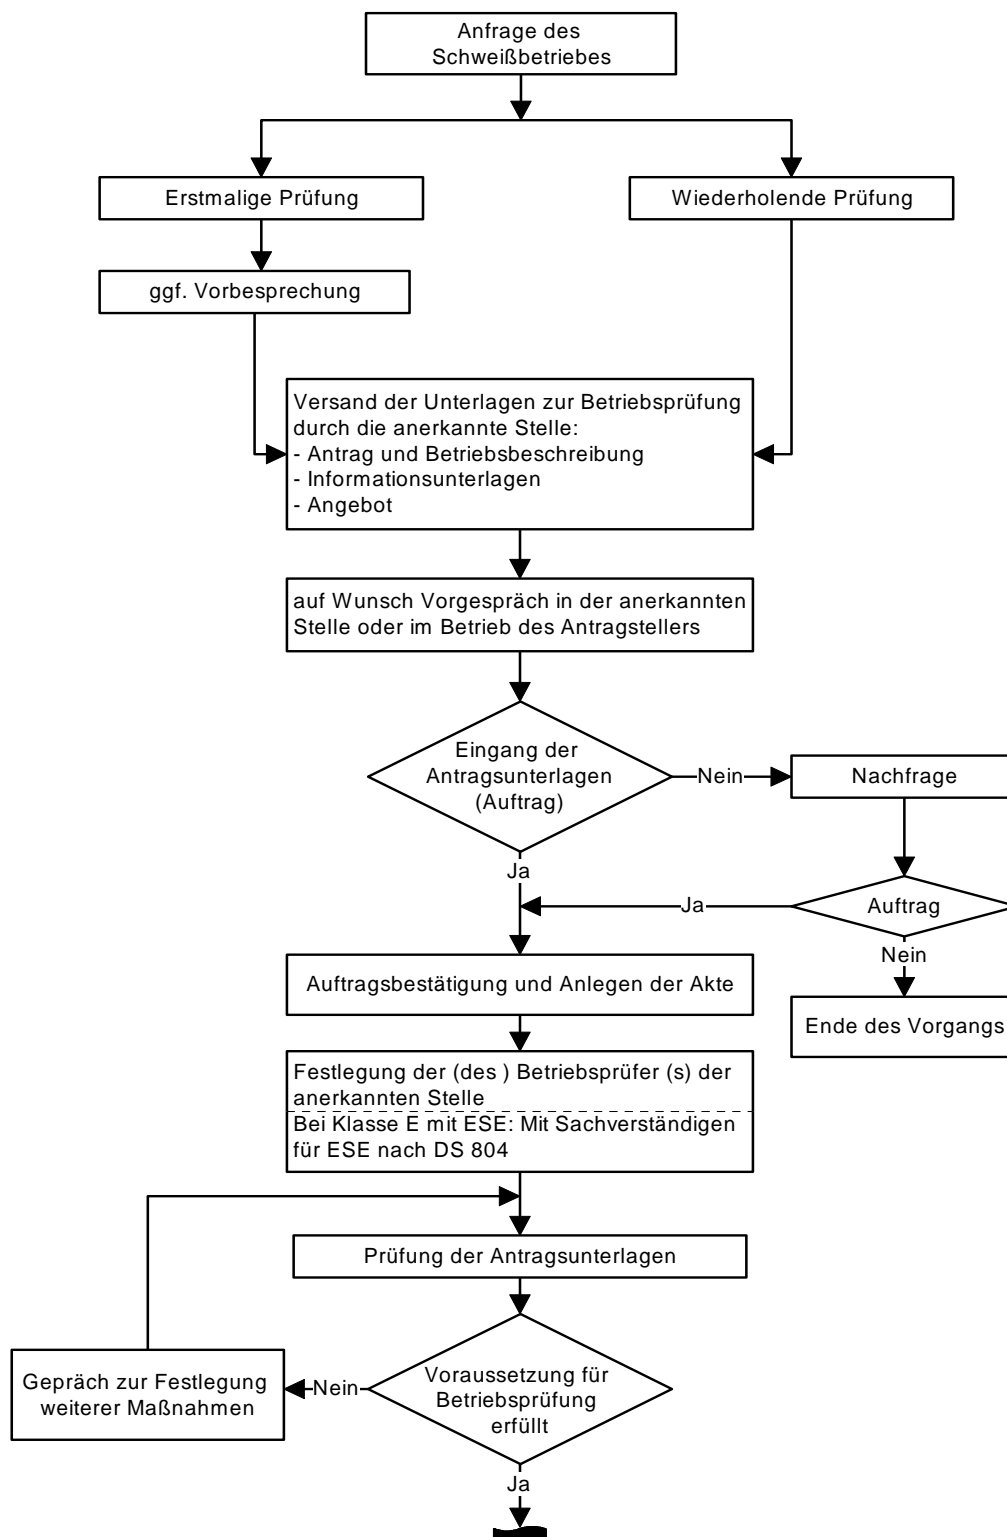 Anfrage des
Schweißbetriebes
Erstmalige Prüfung
Wiederholende Prüfung
ggf. Vorbesprechung
Versand der Unterlagen zur Betriebsprüfung
durch die anerkannte Stelle:
- Antrag und Betriebsbeschreibung
- Informationsunterlagen
- Angebot
auf Wunsch Vorgespräch in der anerkannten
Stelle oder im Betrieb des Antragstellers
Eingang der
Antragsunterlagen
(Auftrag)
Nein
Nachfrage
Ja
Ja
Auftrag
Nein
Auftragsbestätigung und Anlegen der Akte
Ende des Vorgangs
Festlegung der (des ) Betriebsprüfer (s) der
anerkannten Stelle
Bei Klasse E mit ESE: Mit Sachverständigen
für ESE nach DS 804
Prüfung der Antragsunterlagen
Voraussetzung für
Betriebsprüfung
erfüllt
Nein
Gepräch zur Festlegung
weiterer Maßnahmen
Ja